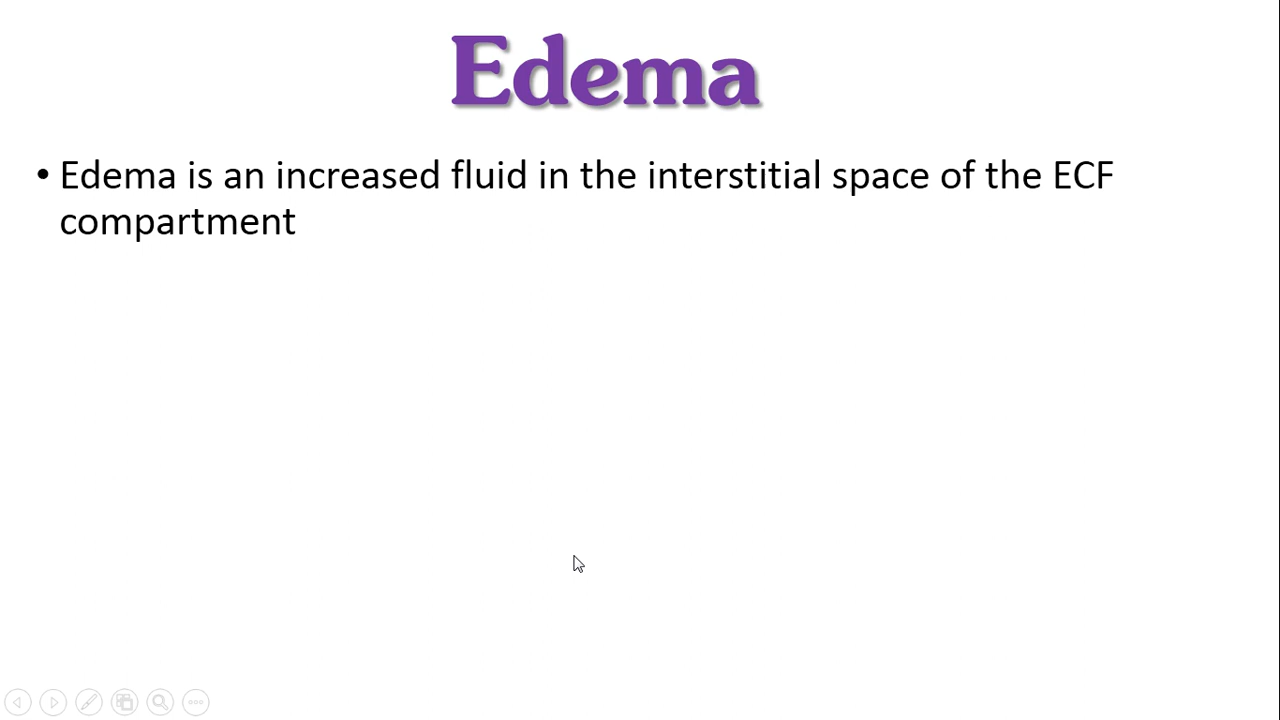 Edema
• Edema is an increased fluid in the interstitial space of the ECF
compartment